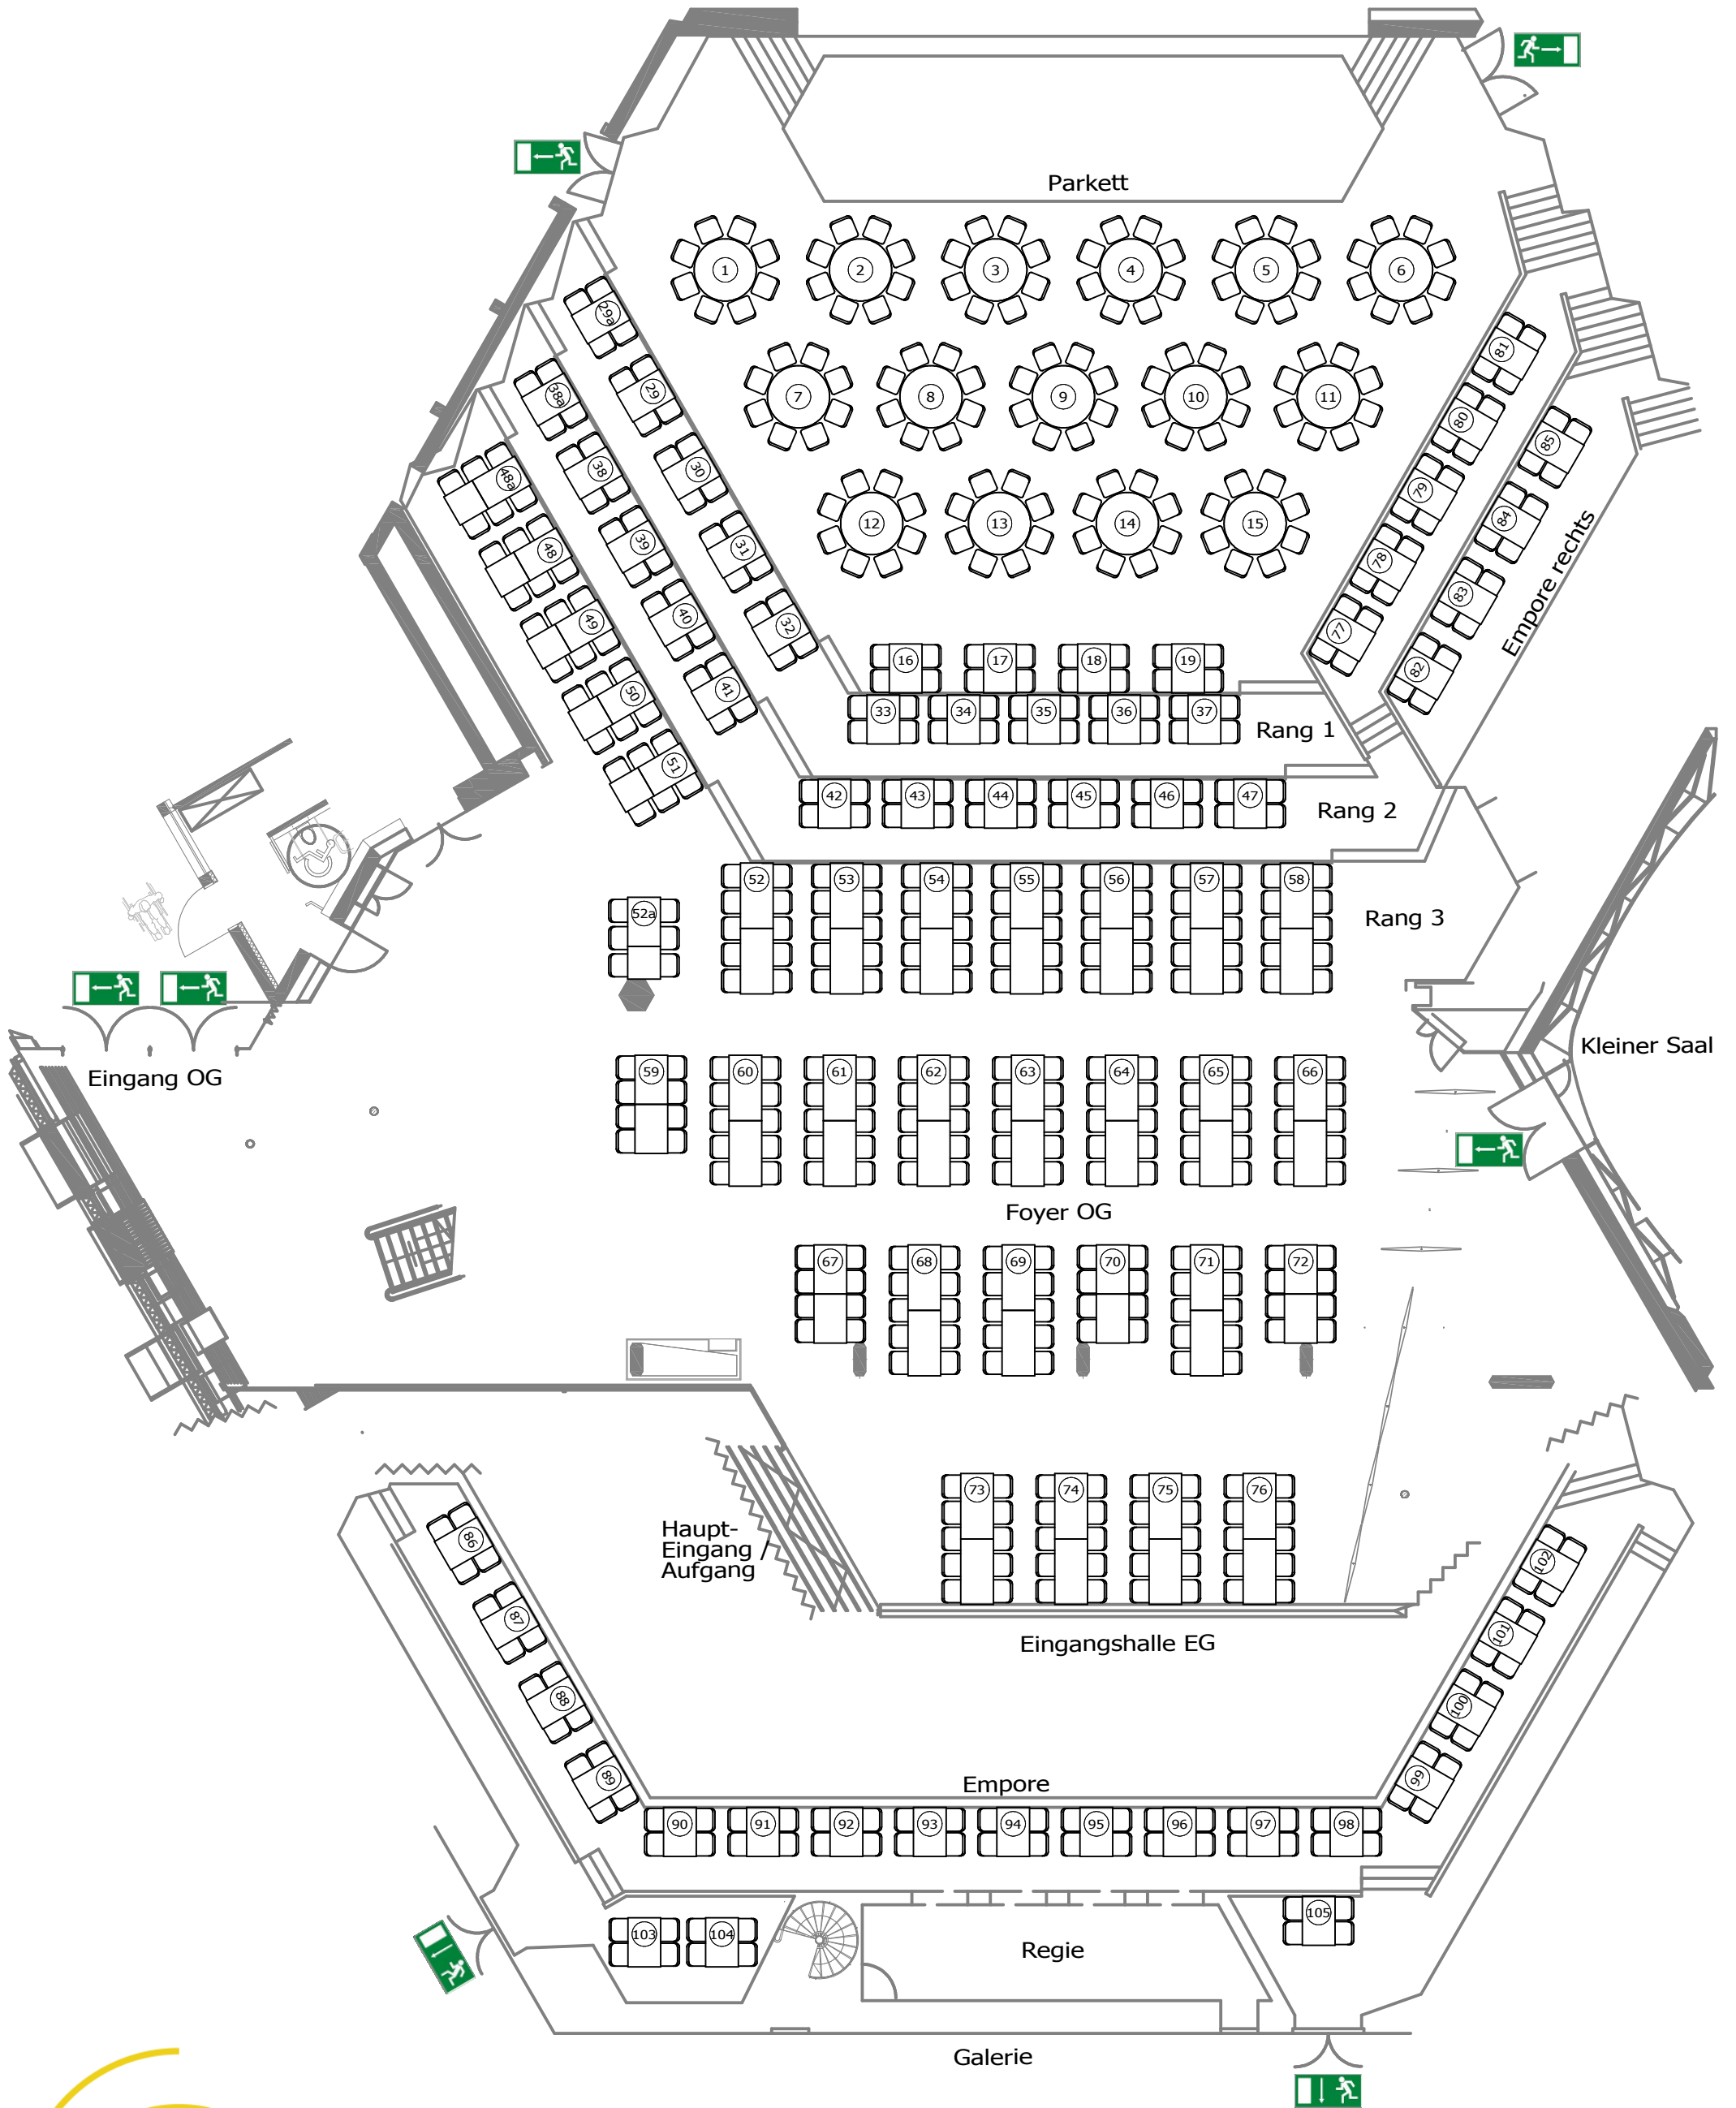 Parkett
1 2 3 4 5 6
29a
81
38a 29 7 8 9 10 11
80
85
48a 38 30 79
84
12 13 14 15
48 39 31 78
Empore rechts
83
49 40 32 77
16 17 18 19
82
50 41
33 34 35 36 37
Rang 1
51
42 43 44 45 46 47
Rang 2
52 53 54 55 56 57 58
52a
Rang 3
Kleiner Saal
59 60 61 62 63 64 65 66
Eingang OG
Foyer OG
67 68 69 70 71 72
73 74 75 76
86
Haupt-
Eingang /
Aufgang
102
87
101
Eingangshalle EG
88
100
89
99
Empore
90 91 92 93 94 95 96 97 98
105
103 104
Regie
Galerie